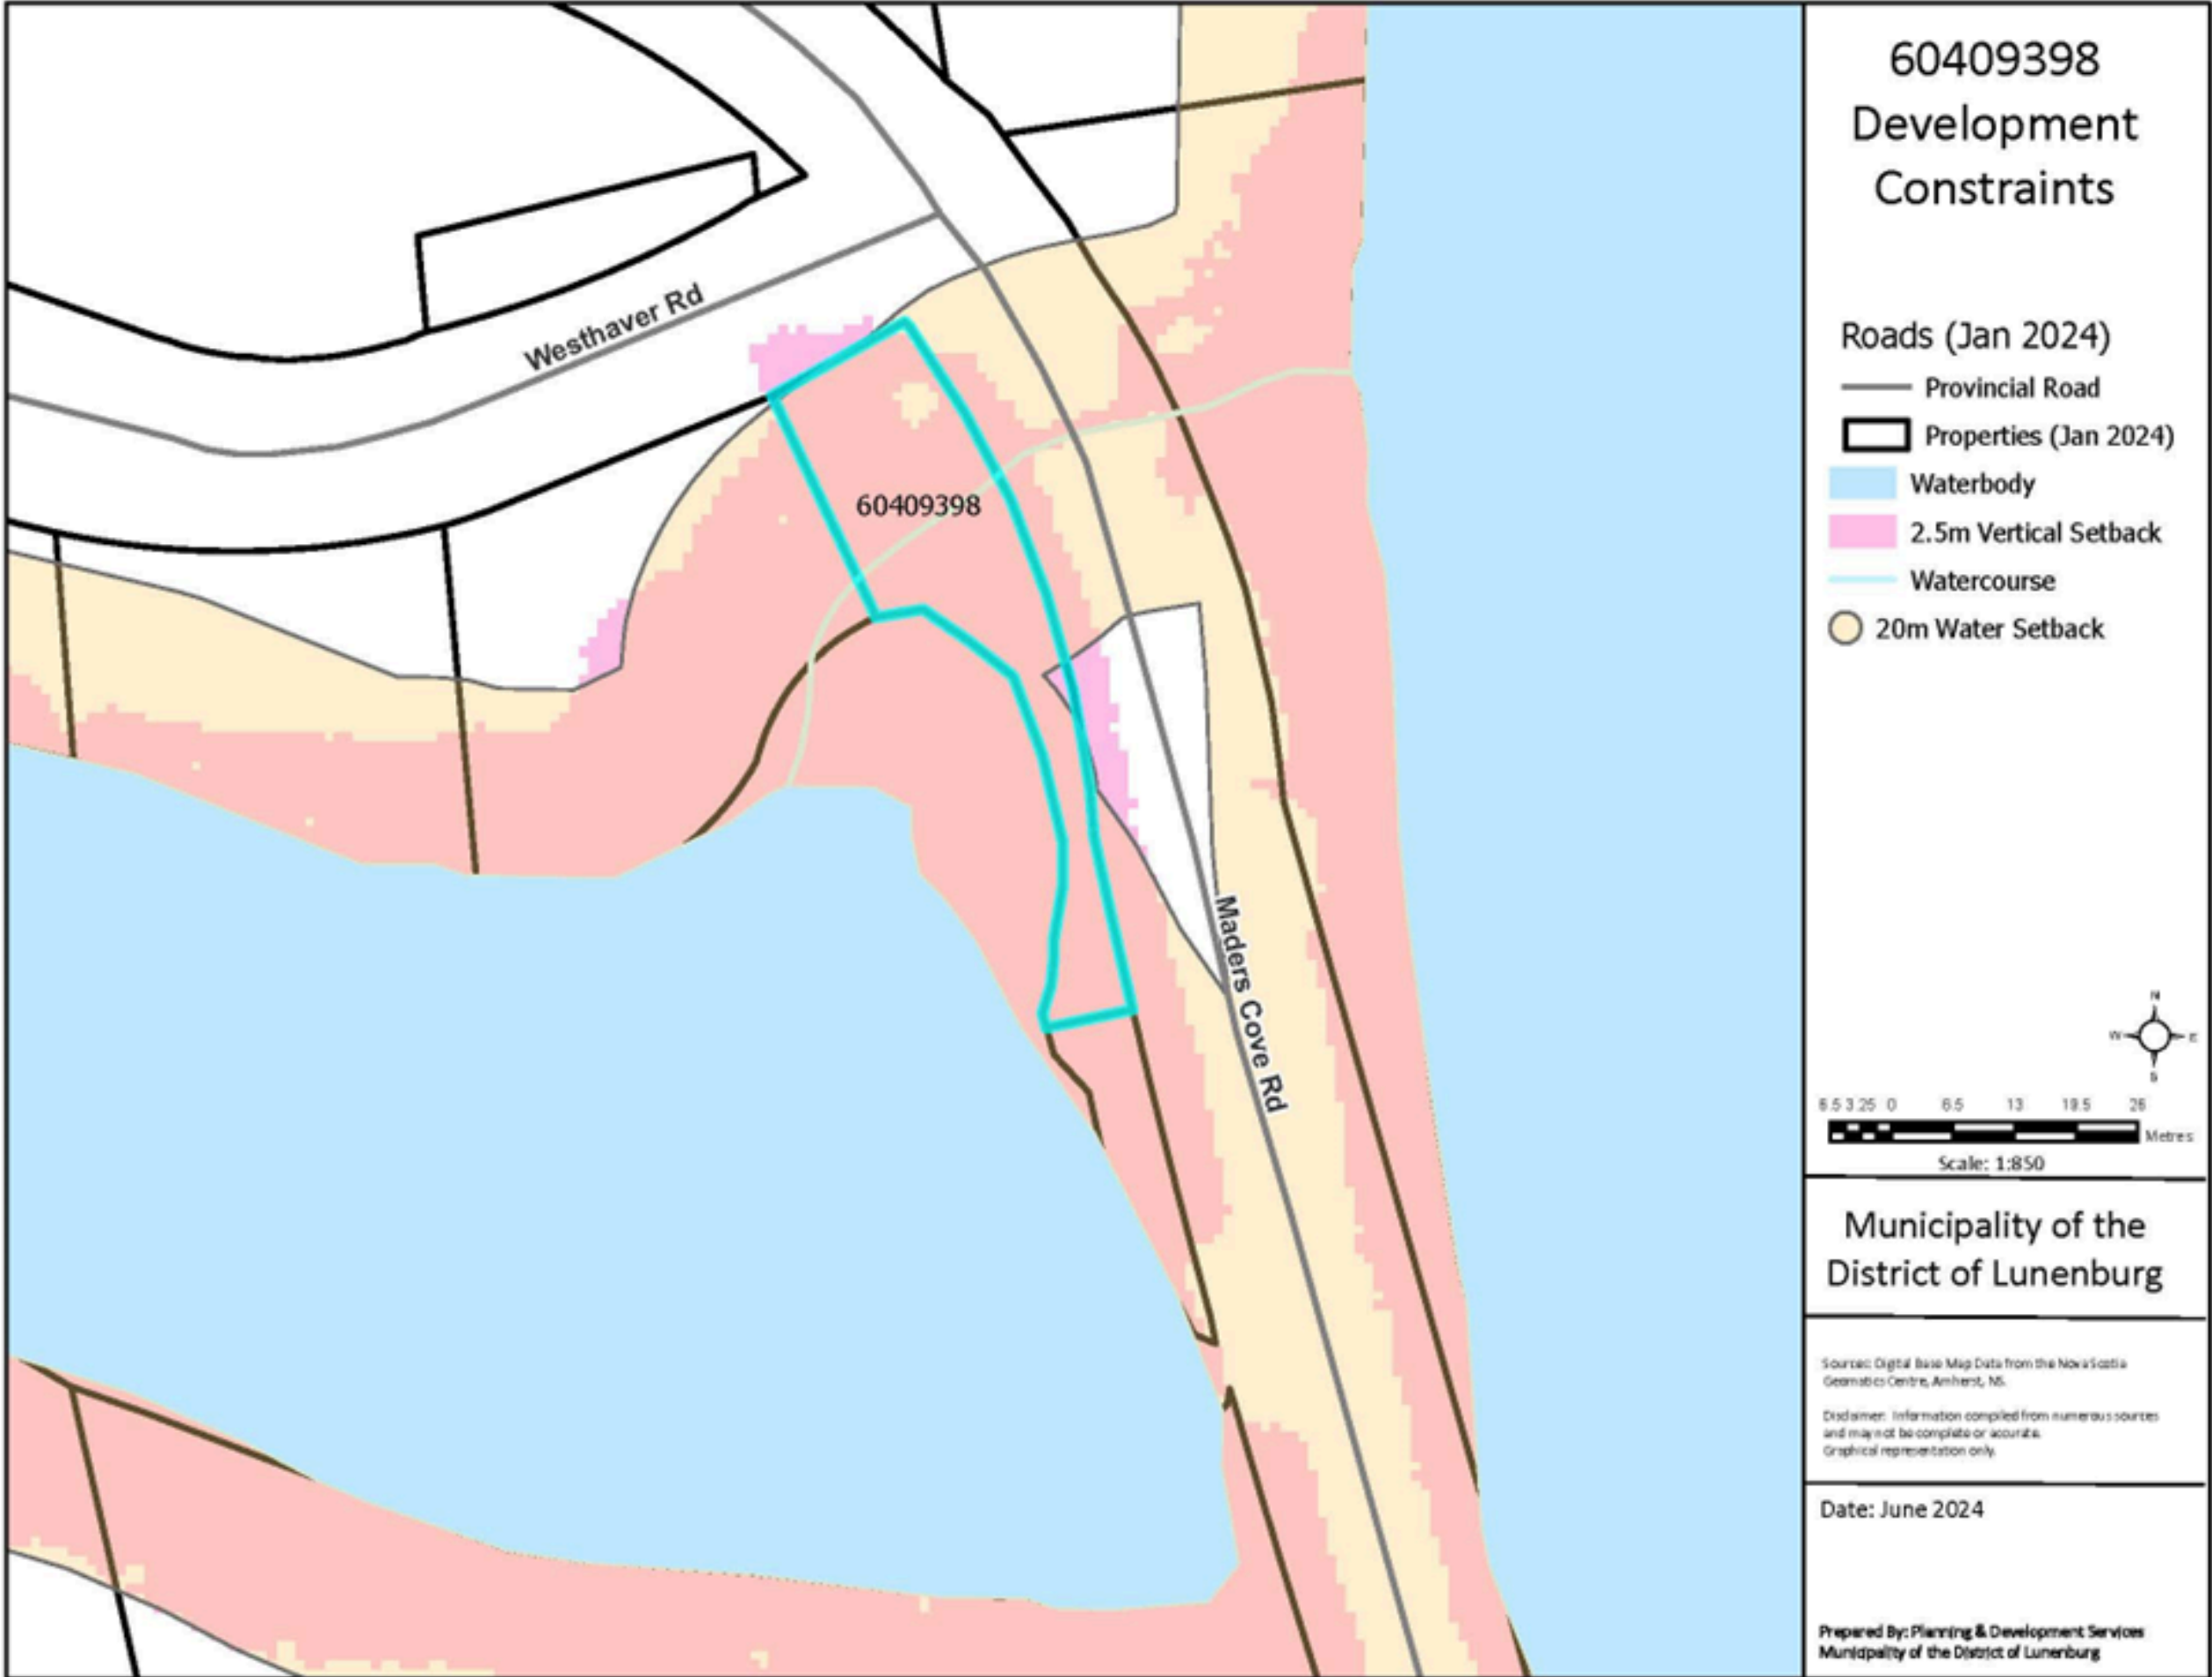 60409398
Development
Constraints
Roads (Jan 2024)
Provincial Road
Properties (Jan 2024)
Waterbody
2.5m Vertical Setback
Watercourse
20m Water Setback
Westhaver Rd
60409398
Maders Cove Rd
N
W E
S
6.5 3.25 0 6.5 13 19.5 26
Metres
Scale: 1:850
Municipality of the
District of Lunenburg
Sources: Digital Base Map Data from the Nova Scotia
Geomatics Centre, Amherst, NS.
Disclaimer: Information compiled from numerous sources
and may not be complete or accurate.
Graphical representation only.
Date: June 2024
Prepared By: Planning & Development Services
Municipality of the District of Lunenburg